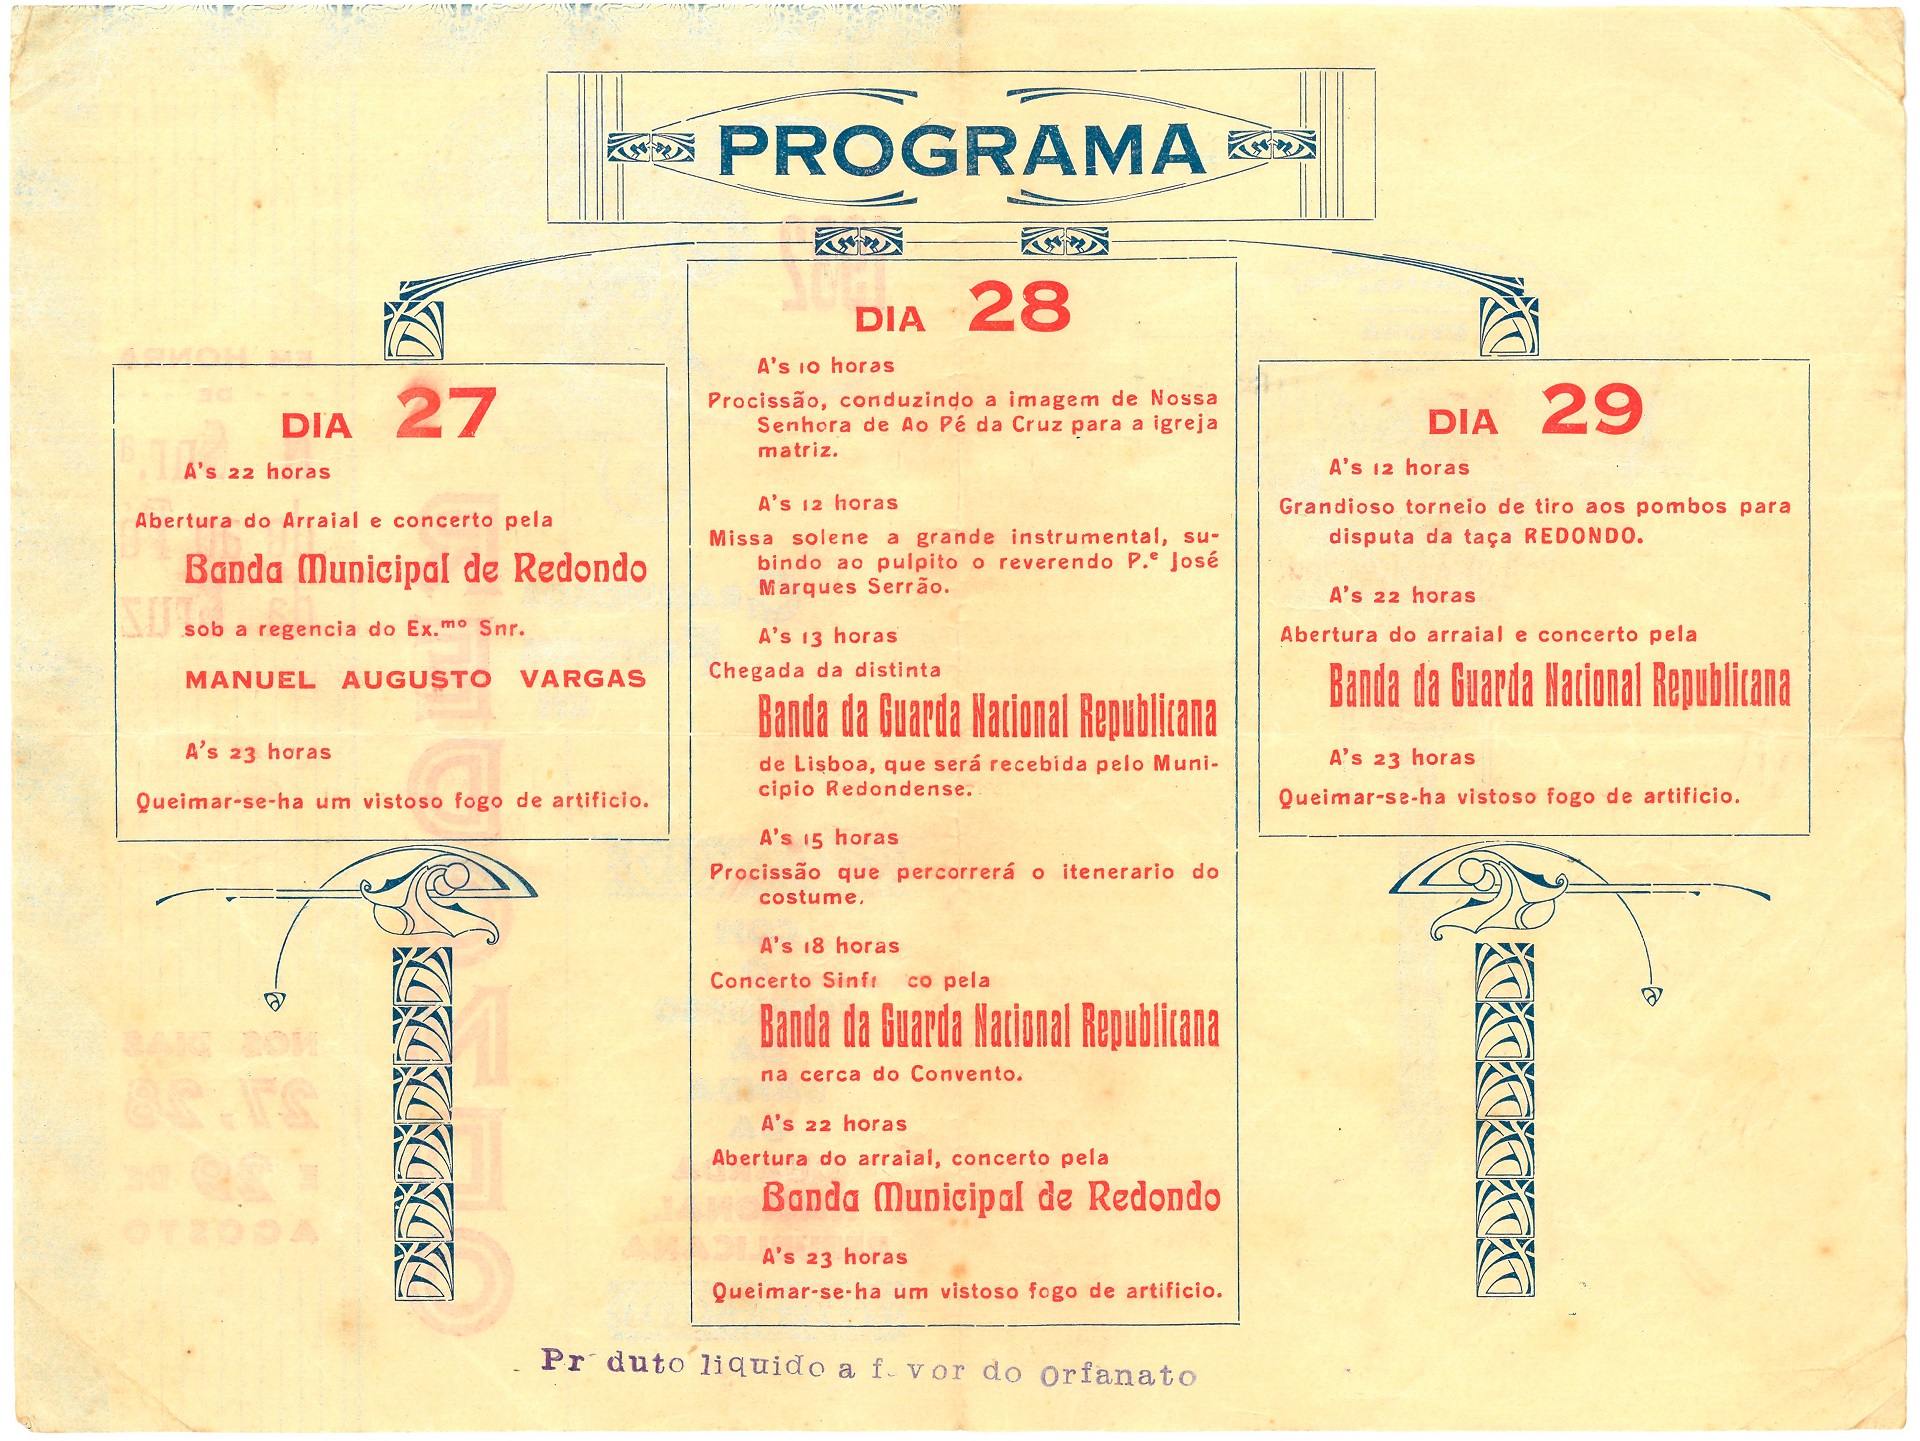 PROGRAMA
DIA 27
A's 22 horas
Abertura do Arraial e concerto pela
Banda Municipal de Redondo
sob a regencia do Ex.mo Snr.
MANUEL AUGUSTO VARGAS
A's 23 horas
Queimar-se-ha um vistoso fogo de artificio.
DIA 28
A's 10 horas
Procissão, conduzindo a imagem de Nossa
Senhora de Ao Pé da Cruz para a igreja
matriz.
A's 12 horas
Missa solene a grande instrumental, su-
bindo ao pulpito o reverendo P.e José
Marques Serrão.
A's 13 horas
Chegada da distinta
Banda da Guarda Nacional Republicana
de Lisboa, que será recebida pelo Muni-
cipio Redondense.
A's 15 horas
Procissão que percorrerá o itenerario do
costume.
A's 18 horas
Concerto Sinf co pela
Banda da Guarda Nacional Republicana
na cerca do Convento.
A's 22 horas
Abertura do arraial, concerto pela
Banda Municipal de Redondo
A's 23 horas
Queimar-se-ha um vistoso fogo de artificio.
DIA 29
A's 12 horas
Grandioso torneio de tiro aos pombos para
disputa da taça REDONDO.
A's 22 horas
Abertura do arraial e concerto pela
Banda da Guarda Nacional Republicana
A's 23 horas
Queimar-se-ha vistoso fogo de artificio.
Pr duto liquido a f vor do Orfanato